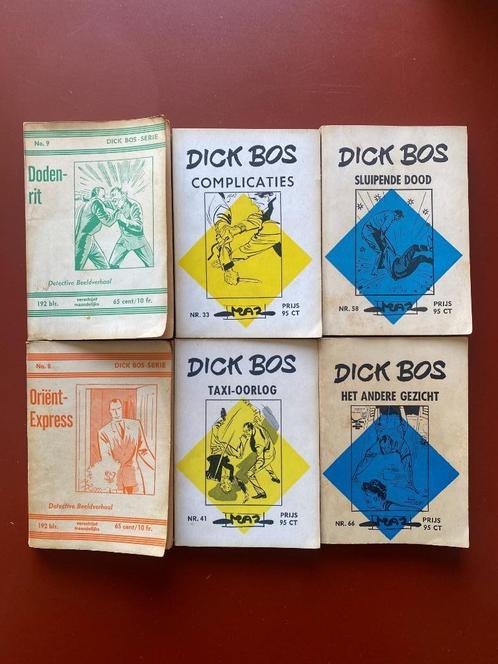 No. 9 DICK BOS-SERIE
Doden-
rit
Detective Beeldverhaal
192 blz. verschijnt
maandelijks 65 cent/10 fr.
DICK BOS
COMPLICATIES
NR. 33 MAZ PRIJS
95 CT
DICK BOS
SLUIPENDE DOOD
NR. 58 MAZ PRIJS
95 CT
No. 8 DICK BOS-SERIE
Oriënt-
Express
Detective Beeldverhaal
192 blz. verschijnt
maandelijks 65 cent/10 fr.
DICK BOS
TAXI-OORLOG
NR. 41 MAZ PRIJS
95 CT
DICK BOS
HET ANDERE GEZICHT
NR. 66 MAZ PRIJS
95 CT